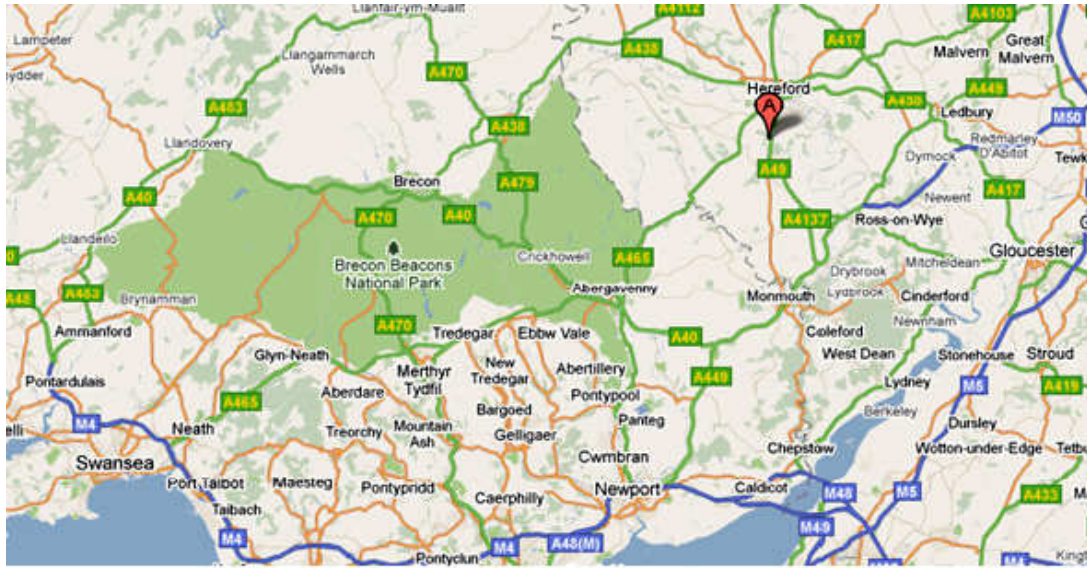 Llanfair-ym-Muallt
A4112
A417
A4103
Lampeter
Llangammarch
Wells
A470
A438
Malvern
Great
Malvern
A483
A438
Hereford
A
A438
A449
Ledbury
M50
Llandovery
Redmarley
D'Abitot
Dymock
A40
Brecon
A479
A49
A417
Newent
A470
A40
A4137
Ross-on-Wye
Llandeilo
Brecon Beacons
National Park
Crickhowell
A465
Mitcheldean
Gloucester
A48
A483
Brynamman
Abergavenny
Monmouth
Drybrook
Lydbrook
Cinderford
Newnham
Ammanford
A470
Tredegar
Ebbw Vale
A40
Coleford
West Dean
Glyn-Neath
Merthyr
Tydfil
New
Tredegar
Abertillery
A449
Stonehouse
Stroud
Pontardulais
Aberdare
Pontypool
Lydney
M5
A419
A465
Bargoed
Panteg
Berkeley
M4
Neath
Treorchy
Mountain
Ash
Gelligaer
Dursley
Swansea
Cwmbran
Chepstow
Wotton-under-Edge
Port Talbot
Maesteg
Pontypridd
Caerphilly
Newport
Caldicot
M48
M5
A433
Taibach
M4
Pontyclun
M4
A48(M)
M49
M4